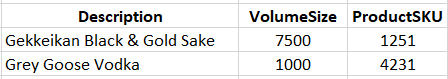 Description VolumeSize ProductSKU
Gekkeikan Black & Gold Sake 7500 1251
Grey Goose Vodka 1000 4231